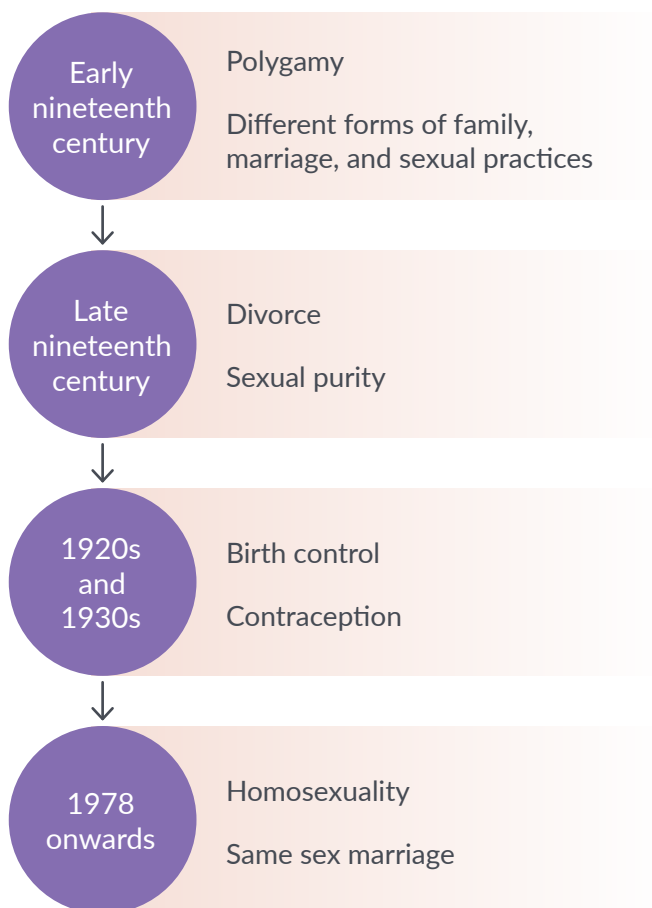 Early
nineteenth
century
Polygamy
Different forms of family,
marriage, and sexual practices
Late
nineteenth
century
Divorce
Sexual purity
1920s
and
1930s
Birth control
Contraception
1978
onwards
Homosexuality
Same sex marriage